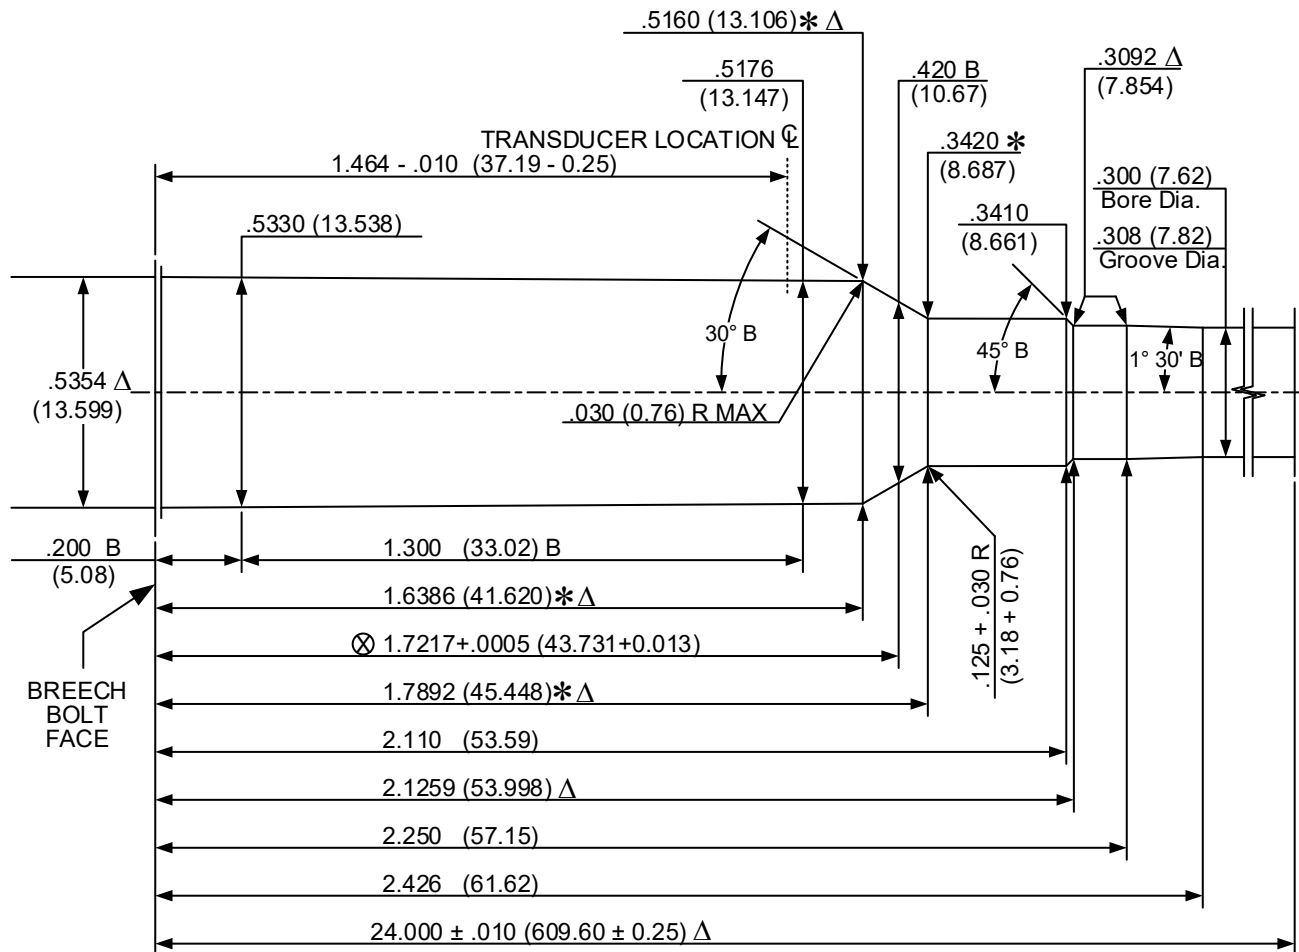 .5160 (13.106)✻ Δ
.5176
(13.147)
.420 B
(10.67)
.3092 Δ
(7.854)
TRANSDUCER LOCATION ℄
1.464 - .010 (37.19 - 0.25)
.3420 ✻
(8.687)
.300 (7.62)
Bore Dia.
.5330 (13.538)
.3410
(8.661)
.308 (7.82)
Groove Dia.
30° B
45° B
1° 30' B
.5354 Δ
(13.599)
.030 (0.76) R MAX
.200 B
(5.08)
1.300 (33.02) B
.125 + .030 R
(3.18 + 0.76)
1.6386 (41.620)✻ Δ
⊗ 1.7217+.0005 (43.731+0.013)
BREECH
BOLT
FACE
1.7892 (45.448)✻ Δ
2.110 (53.59)
2.1259 (53.998) Δ
2.250 (57.15)
2.426 (61.62)
24.000 ± .010 (609.60 ± 0.25) Δ